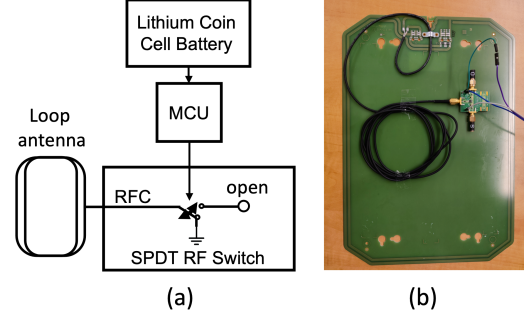 Lithium Coin
Cell Battery
MCU
Loop
antenna
RFC
open
SPDT RF Switch
(a)
(b)